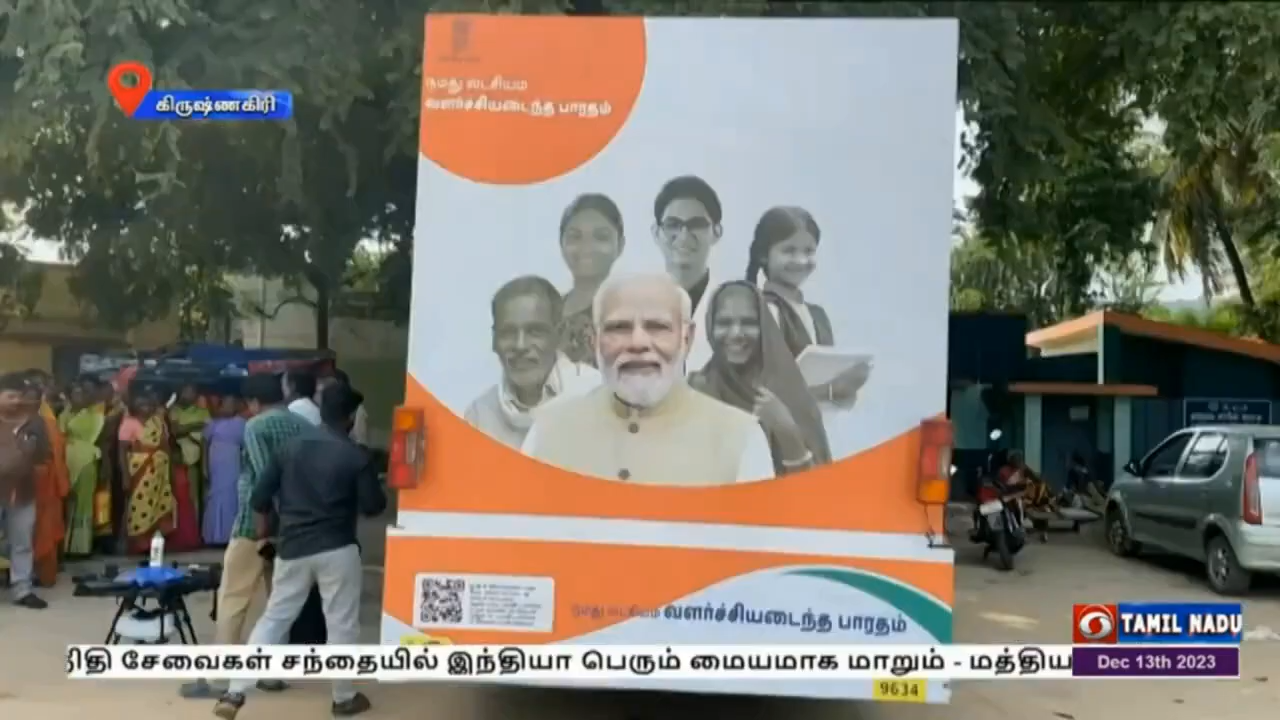 கிருஷ்ணகிரி
நமது லட்சியம்
வளர்ச்சியடைந்த பாரதம்
நமது லட்சியம் வளர்ச்சியடைந்த பாரதம்
TAMIL NADU
சேவைகள் சந்தையில் இந்தியா பெரும் மையமாக மாறும் - மத்திய
Dec 13th 2023
9634